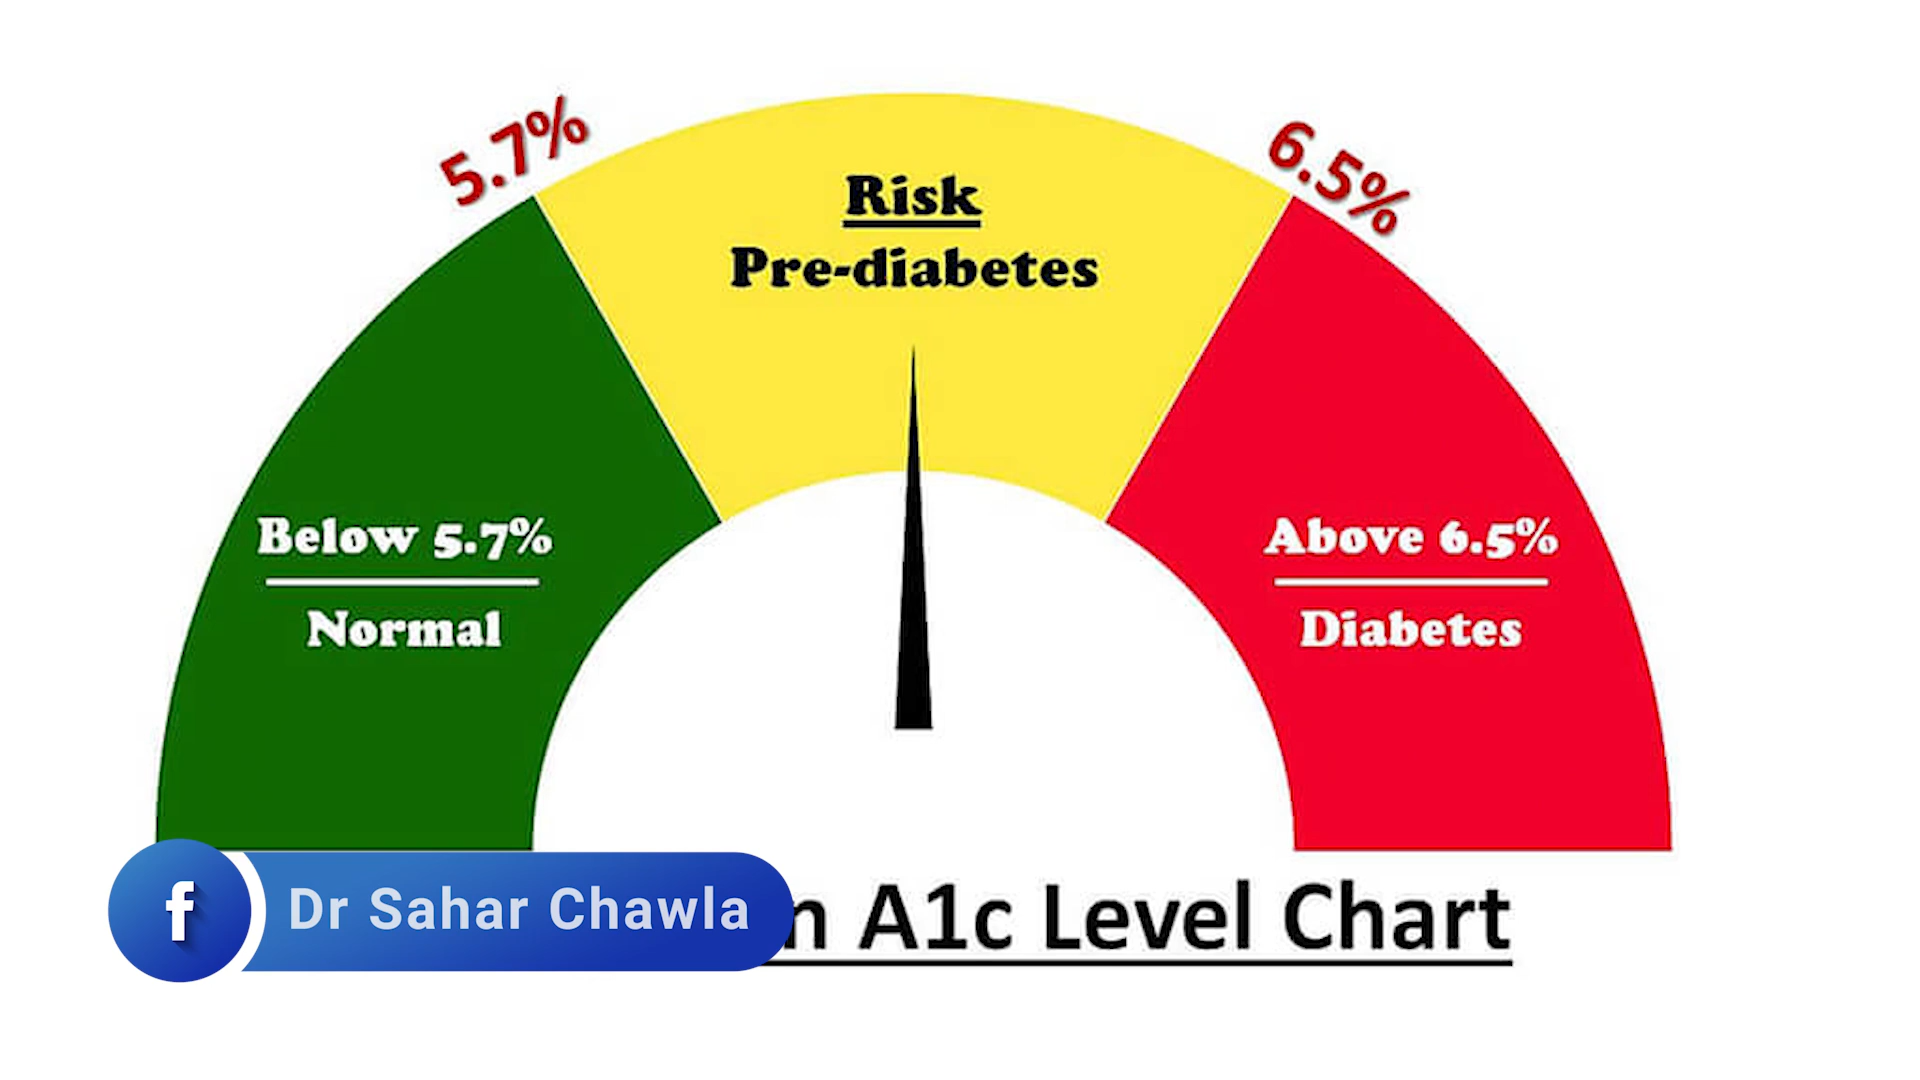 5.7%
6.5%
Risk
Pre-diabetes
Below 5.7%
Normal
Above 6.5%
Diabetes
f Dr Sahar Chawla
A1c Level Chart